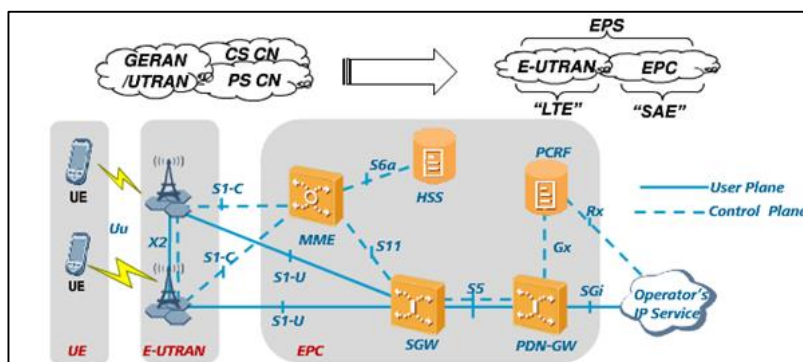 EPS
GERAN
/UTRAN
CS CN
PS CN
E-UTRAN
EPC
“LTE”
“SAE”
UE
Uu
UE
X2
S1-C
S1-C
S1-U
S1-U
MME
S6a
HSS
S11
SGW
S5
PCRF
Gx
Rx
PDN-GW
SGi
Operator's
IP Service
User Plane
Control Plane
UE
E-UTRAN
EPC